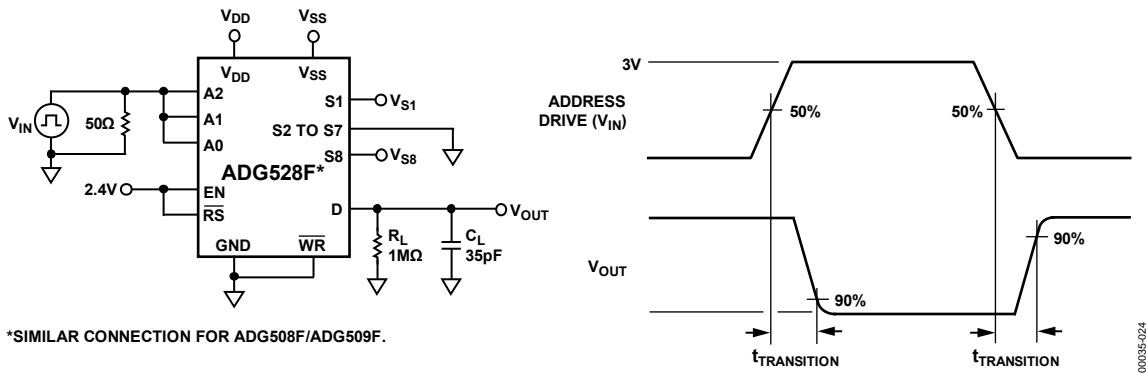 VDD
VSS
VDD
VSS
A2
S1
VS1
VIN
50Ω
A1
S2 TO S7
A0
S8
VS8
ADG528F*
2.4V
EN
D
VOUT
RS
RL
1MΩ
CL
35pF
GND
WR
*SIMILAR CONNECTION FOR ADG508F/ADG509F.
3V
ADDRESS
DRIVE (VIN)
50%
50%
90%
VOUT
90%
tTRANSITION
tTRANSITION
00035-024